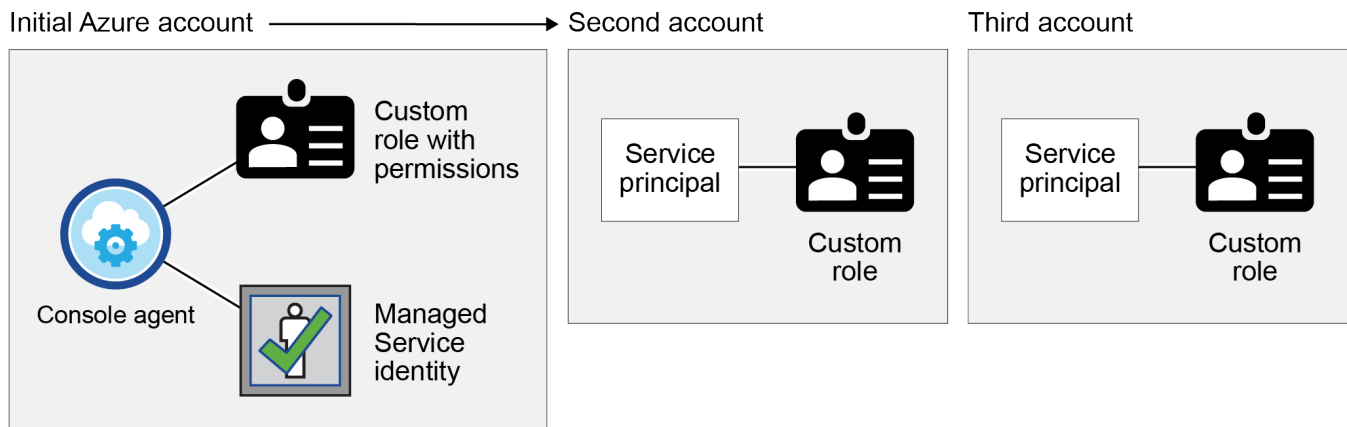 Initial Azure account
Second account
Third account
Custom
role with
permissions
Console agent
Managed
Service
identity
Service
principal
Custom
role
Service
principal
Custom
role